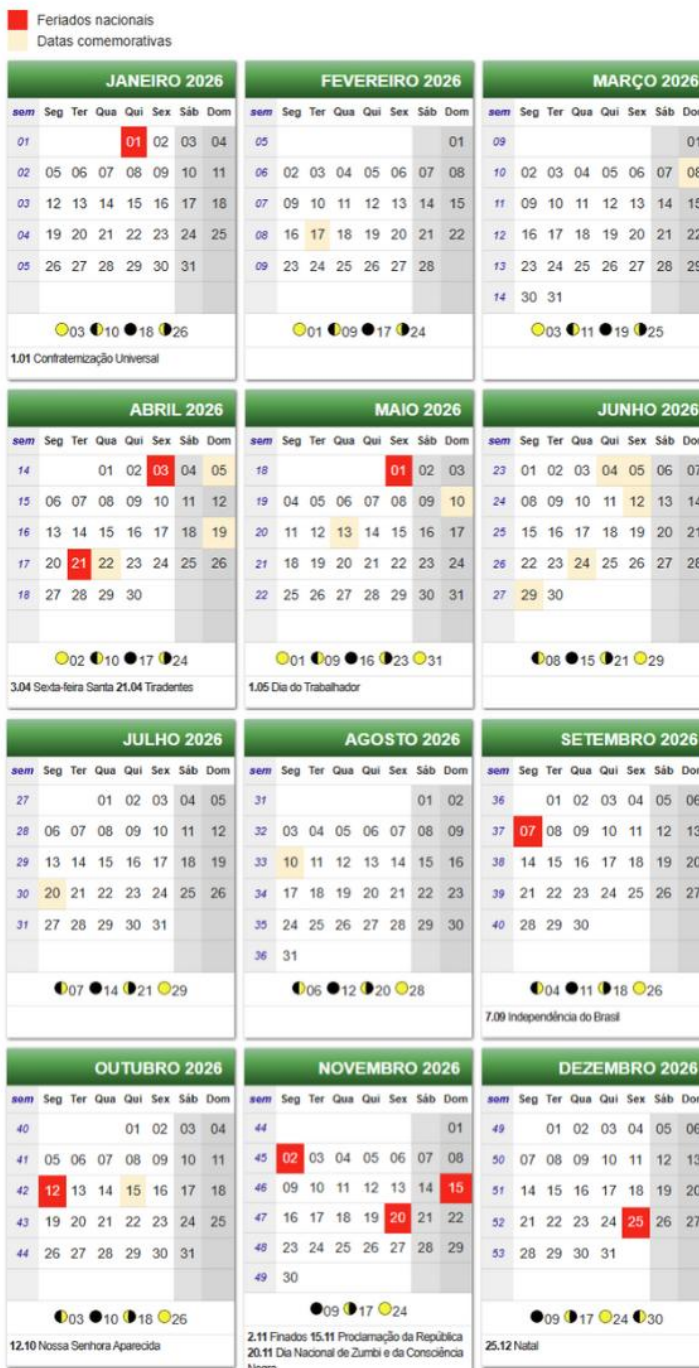 Feriados nacionais
Datas comemorativas
JANEIRO 2026
sem Seg Ter Qua Qui Sex Sáb Dom
01 01 02 03 04
02 05 06 07 08 09 10 11
03 12 13 14 15 16 17 18
04 19 20 21 22 23 24 25
05 26 27 28 29 30 31
03 10 18 26
1.01 Confraternização Universal
FEVEREIRO 2026
sem Seg Ter Qua Qui Sex Sáb Dom
05 01
06 02 03 04 05 06 07 08
07 09 10 11 12 13 14 15
08 16 17 18 19 20 21 22
09 23 24 25 26 27 28
01 09 17 24
MARÇO 2026
sem Seg Ter Qua Qui Sex Sáb Dom
09 01
10 02 03 04 05 06 07 08
11 09 10 11 12 13 14 15
12 16 17 18 19 20 21 22
13 23 24 25 26 27 28 29
14 30 31
03 11 19 25
ABRIL 2026
sem Seg Ter Qua Qui Sex Sáb Dom
14 01 02 03 04 05
15 06 07 08 09 10 11 12
16 13 14 15 16 17 18 19
17 20 21 22 23 24 25 26
18 27 28 29 30
02 10 17 24
3.04 Sexta-feira Santa 21.04 Tiradentes
MAIO 2026
sem Seg Ter Qua Qui Sex Sáb Dom
18 01 02 03
19 04 05 06 07 08 09 10
20 11 12 13 14 15 16 17
21 18 19 20 21 22 23 24
22 25 26 27 28 29 30 31
01 09 16 23 31
1.05 Dia do Trabalhador
JUNHO 2026
sem Seg Ter Qua Qui Sex Sáb Dom
23 01 02 03 04 05 06 07
24 08 09 10 11 12 13 14
25 15 16 17 18 19 20 21
26 22 23 24 25 26 27 28
27 29 30
08 15 21 29
JULHO 2026
sem Seg Ter Qua Qui Sex Sáb Dom
27 01 02 03 04 05
28 06 07 08 09 10 11 12
29 13 14 15 16 17 18 19
30 20 21 22 23 24 25 26
31 27 28 29 30 31
07 14 21 29
AGOSTO 2026
sem Seg Ter Qua Qui Sex Sáb Dom
31 01 02
32 03 04 05 06 07 08 09
33 10 11 12 13 14 15 16
34 17 18 19 20 21 22 23
35 24 25 26 27 28 29 30
36 31
06 12 20 28
SETEMBRO 2026
sem Seg Ter Qua Qui Sex Sáb Dom
36 01 02 03 04 05 06
37 07 08 09 10 11 12 13
38 14 15 16 17 18 19 20
39 21 22 23 24 25 26 27
40 28 29 30
04 11 18 26
7.09 Independência do Brasil
OUTUBRO 2026
sem Seg Ter Qua Qui Sex Sáb Dom
40 01 02 03 04
41 05 06 07 08 09 10 11
42 12 13 14 15 16 17 18
43 19 20 21 22 23 24 25
44 26 27 28 29 30 31
03 10 18 26
12.10 Nossa Senhora Aparecida
NOVEMBRO 2026
sem Seg Ter Qua Qui Sex Sáb Dom
44 01
45 02 03 04 05 06 07 08
46 09 10 11 12 13 14 15
47 16 17 18 19 20 21 22
48 23 24 25 26 27 28 29
49 30
09 17 24
2.11 Finados 15.11 Proclamação da República
20.11 Dia Nacional de Zumbi e da Consciência
DEZEMBRO 2026
sem Seg Ter Qua Qui Sex Sáb Dom
49 01 02 03 04 05 06
50 07 08 09 10 11 12 13
51 14 15 16 17 18 19 20
52 21 22 23 24 25 26 27
53 28 29 30 31
09 17 24 30
25.12 Natal